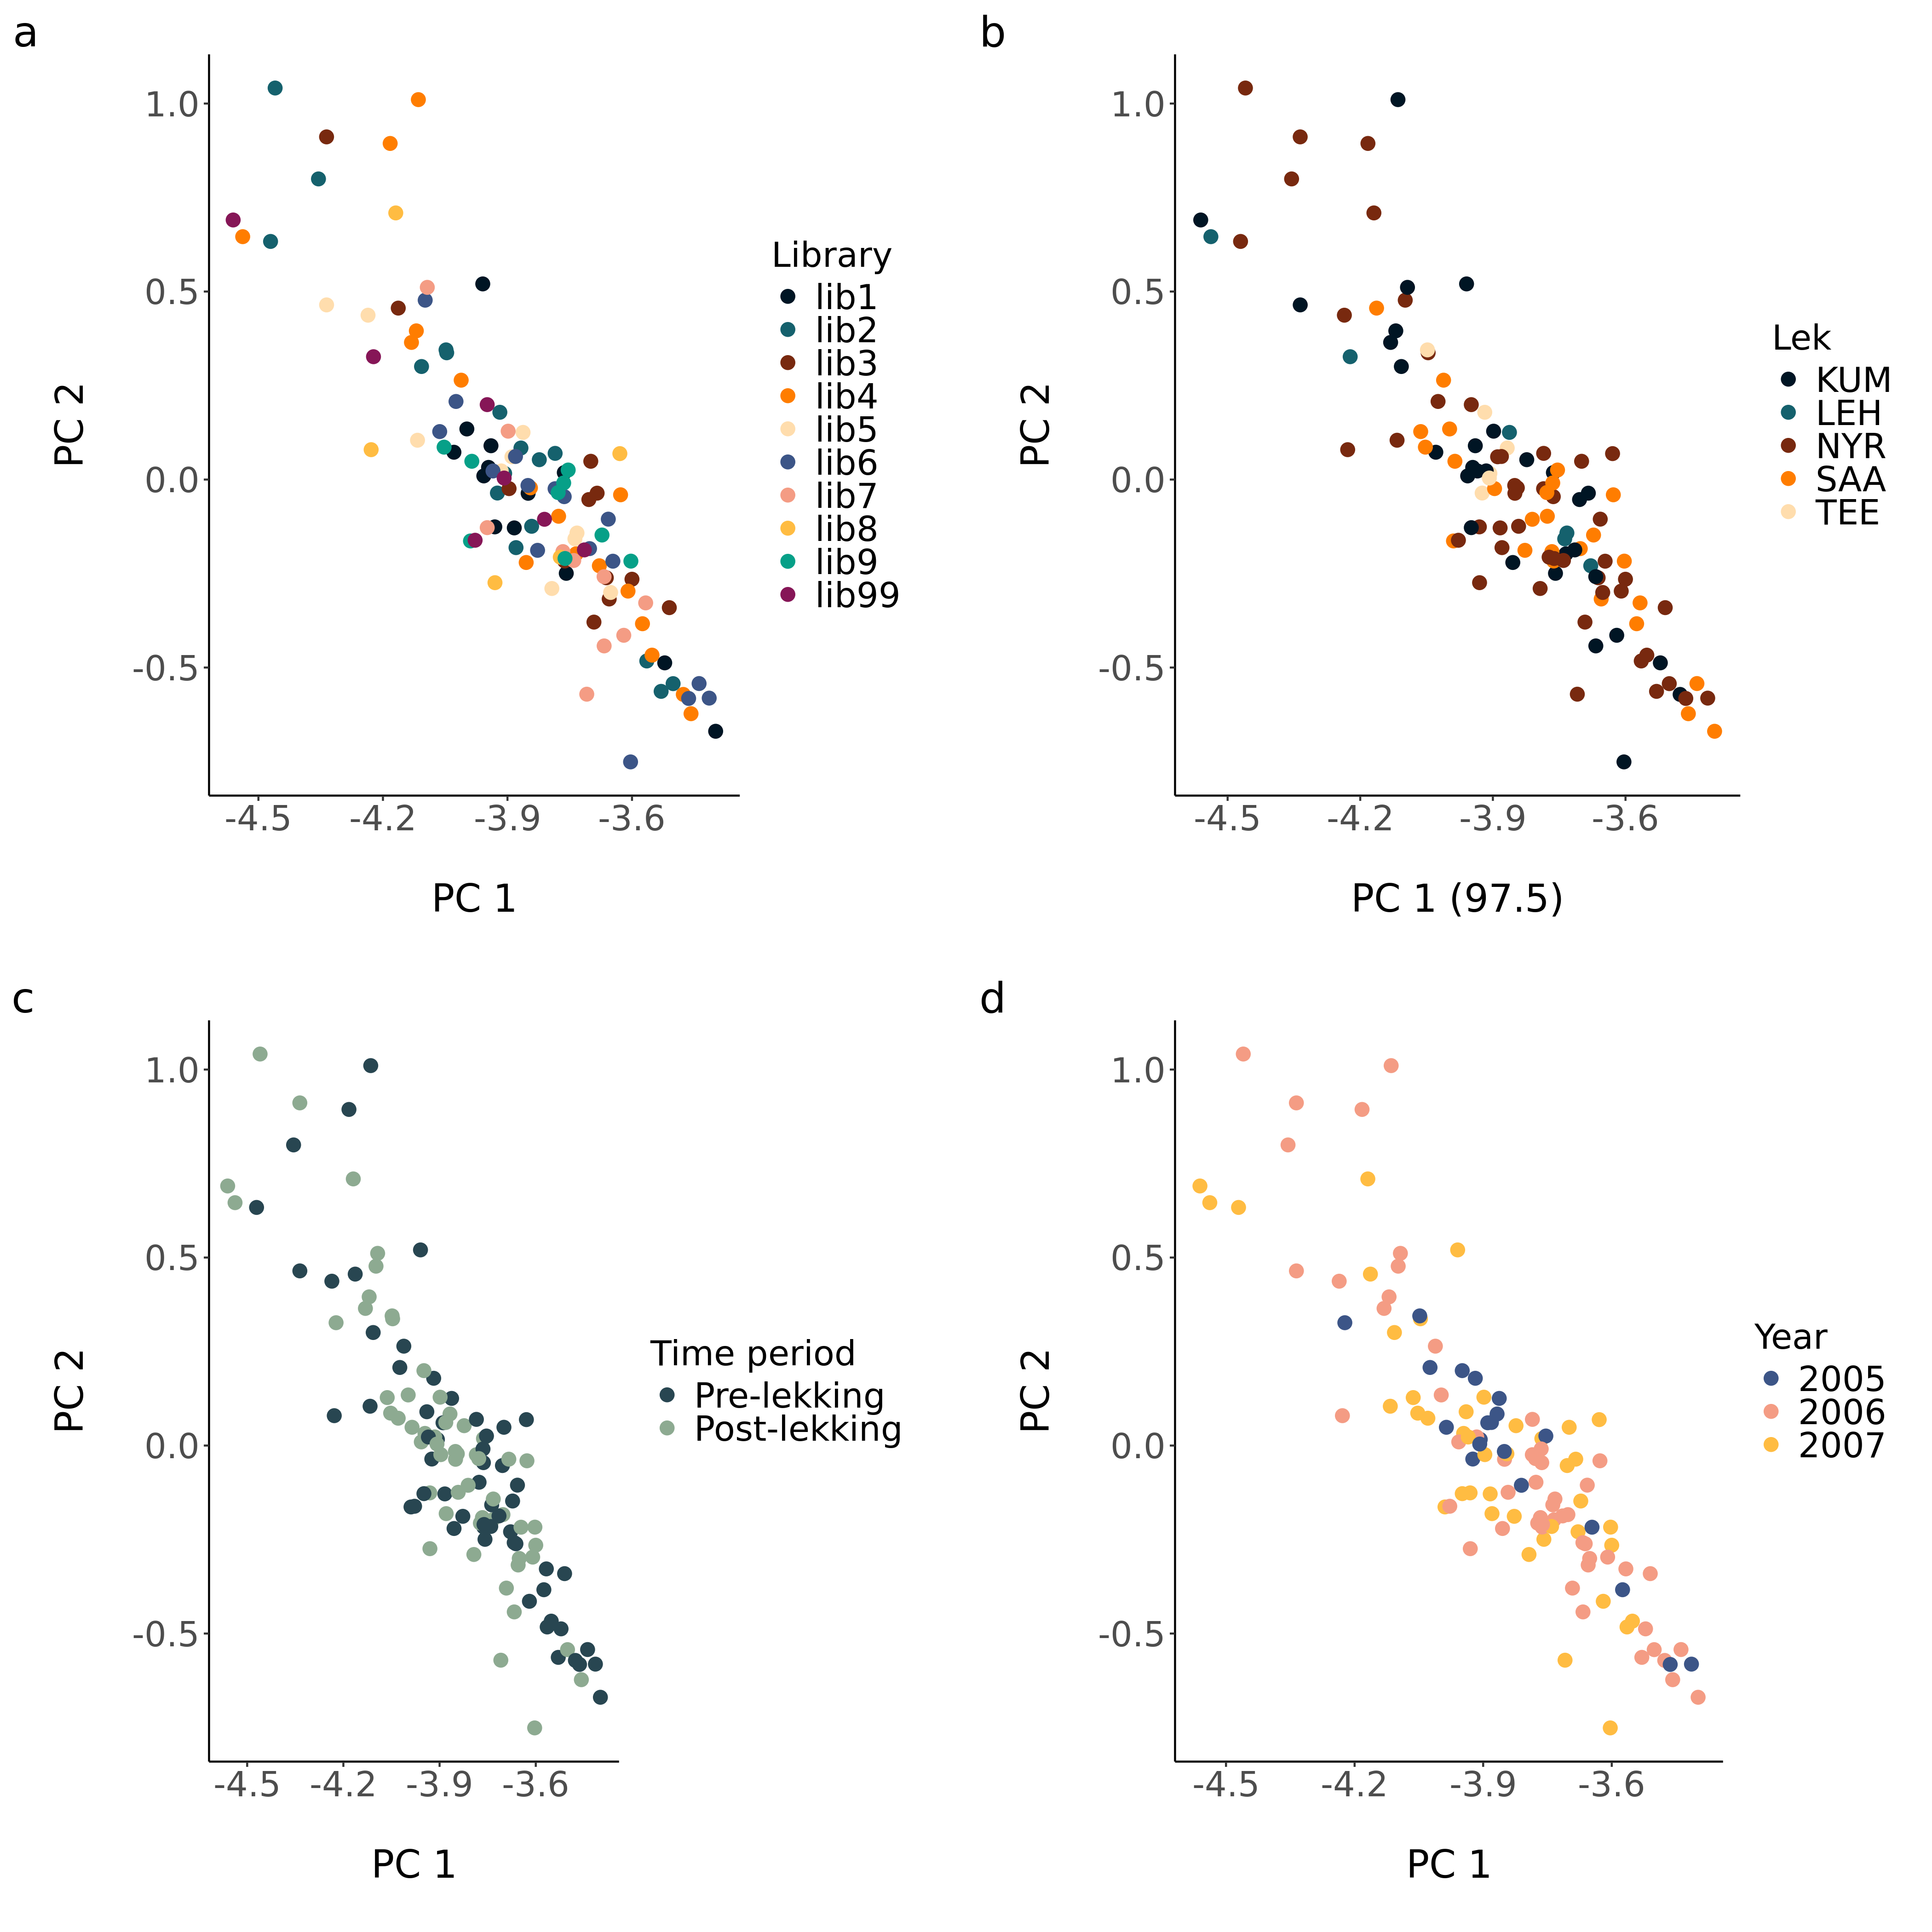 a
1.0
0.5
0.0
-0.5
-4.5 -4.2 -3.9 -3.6
PC 1
PC 2
Library
lib1
lib2
lib3
lib4
lib5
lib6
lib7
lib8
lib9
lib99
b
1.0
0.5
0.0
-0.5
-4.5 -4.2 -3.9 -3.6
PC 1 (97.5)
PC 2
Lek
KUM
LEH
NYR
SAA
TEE
c
1.0
0.5
0.0
-0.5
-4.5 -4.2 -3.9 -3.6
PC 1
PC 2
Time period
Pre-lekking
Post-lekking
d
1.0
0.5
0.0
-0.5
-4.5 -4.2 -3.9 -3.6
PC 1
PC 2
Year
2005
2006
2007